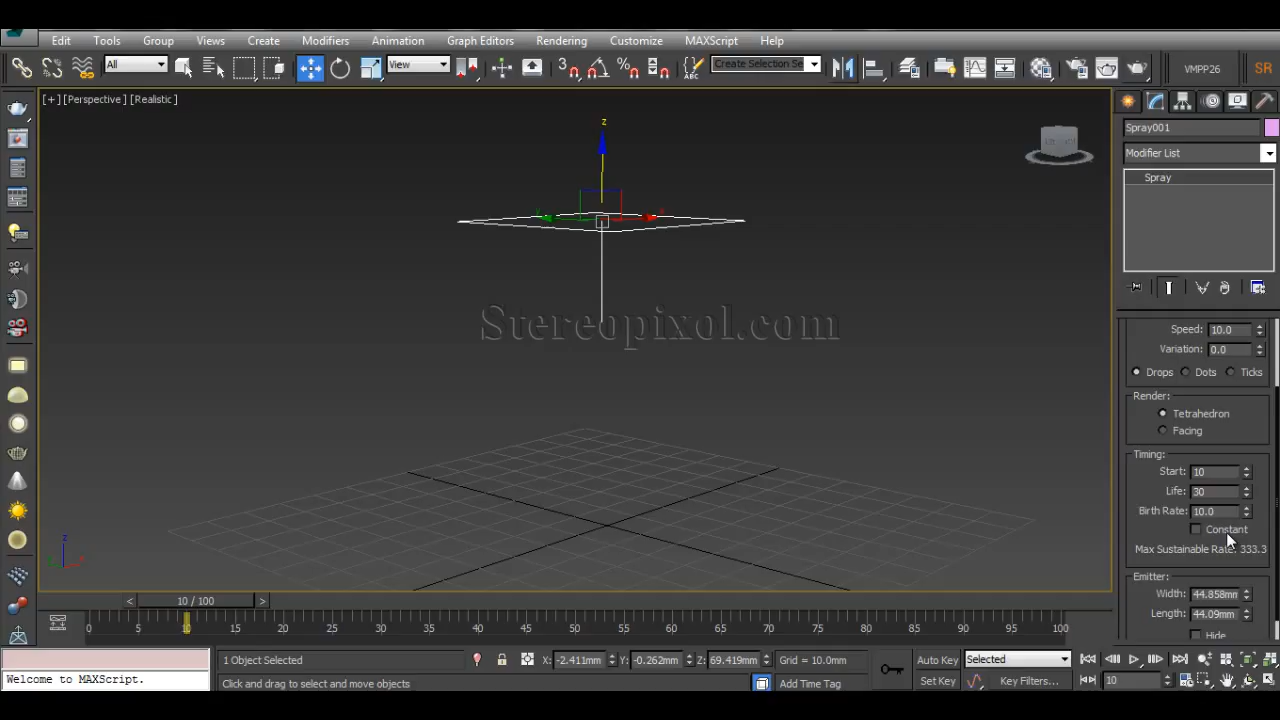 Edit Tools Group Views Create Modifiers Animation Graph Editors Rendering Customize MAXScript Help
All View Create Selection Se VMPP26 SR
[+] [Perspective] [Realistic]
Spray001
Modifier List
Spray
z
y x
Stereopixol.com
Speed: 10.0
Variation: 0.0
Drops Dots Ticks
Render:
Tetrahedron
Facing
Timing:
Start: 10
Life: 30
Birth Rate: 10.0
Constant
Max Sustainable Rate: 333.3
Emitter:
Width: 44.858mm
Length: 44.09mm
Hide
z
x
< 10 / 100 >
0 5 10 15 20 25 30 35 40 45 50 55 60 65 70 75 80 85 90 95 100
1 Object Selected X: -2.411mm Y: -0.262mm Z: 69.419mm Grid = 10.0mm Auto Key Selected
Welcome to MAXScript. Click and drag to select and move objects Add Time Tag Set Key Key Filters... 10